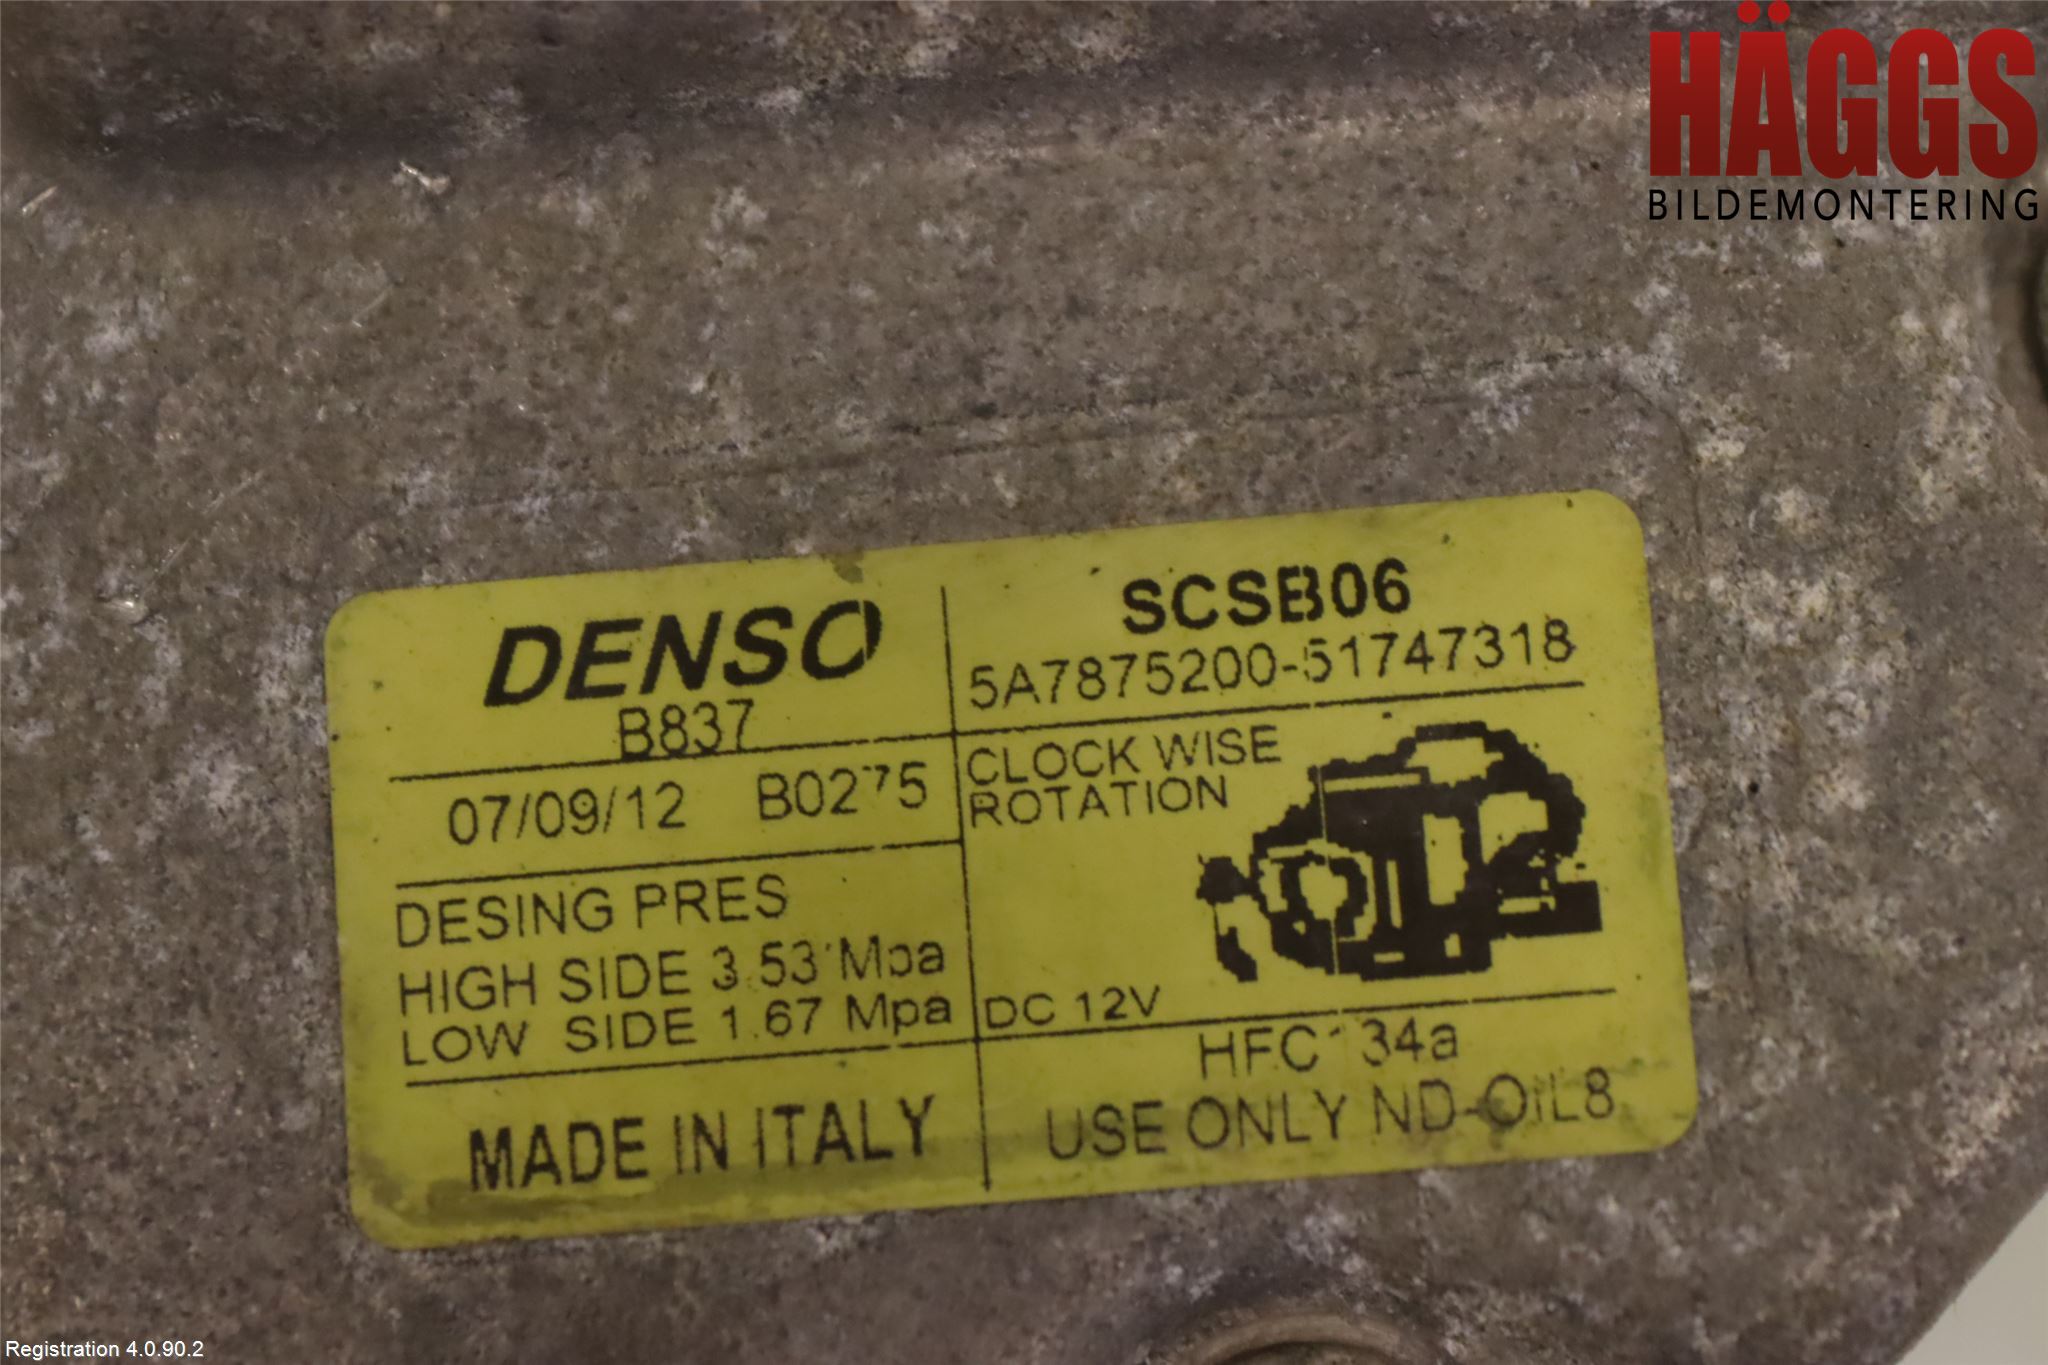 HÄGGS
BILDEMONTERING
DENSO
B837
07/09/12 B0275
DESING PRES
HIGH SIDE 3.53 Mpa
LOW SIDE 1.67 Mpa
MADE IN ITALY
SCSB06
5A7875200-51747318
CLOCK WISE
ROTATION
DC 12V
HFC134a
USE ONLY ND-OIL8
Registration 4.0.90.2